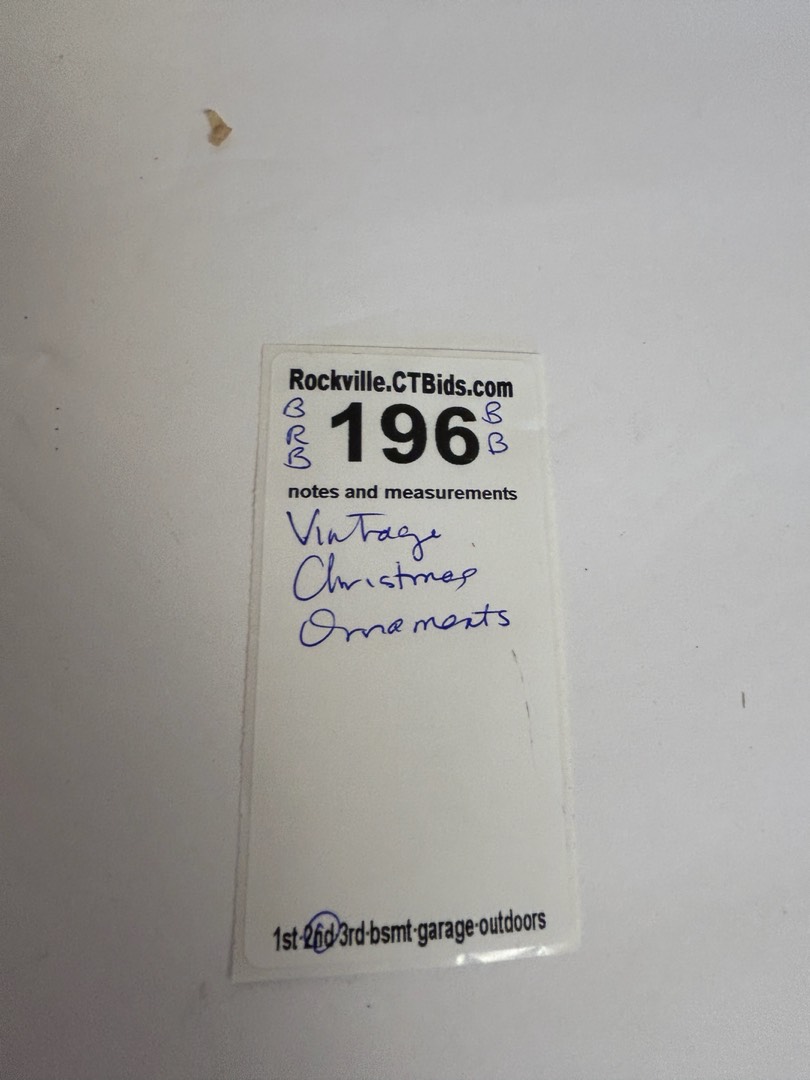 Rockville.CTBids.com
B
R
B
196
B
B
notes and measurements
Vintage
Christmas
Ornaments
1st-2nd-3rd-bsmt-garage-outdoors